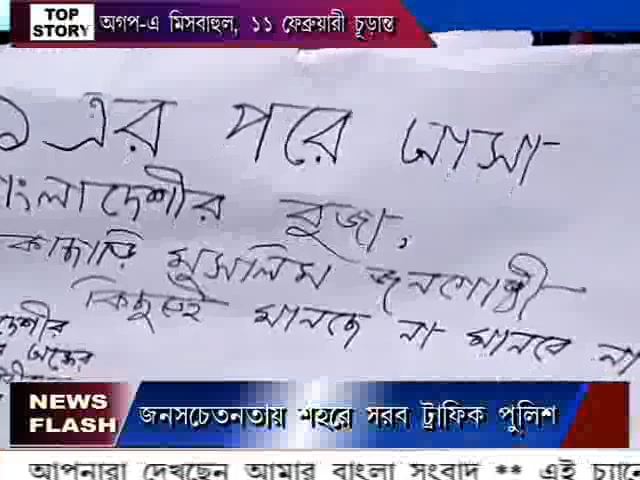 TOP STORY
অগপ-এ মিসবাহুল, ১১ ফেব্রুয়ারী চূড়ান্ত
এর পরে আসা
বাংলাদেশীর বুজা,
মুসলিম জনগোষ্ঠী
কিছুতেই মানছে না মানবে না
দেশীর
NEWS FLASH
জনসচেতনতায় শহরে সরব ট্রাফিক পুলিশ
আপনারা দেখছেন আমার বাংলা সংবাদ ** এই